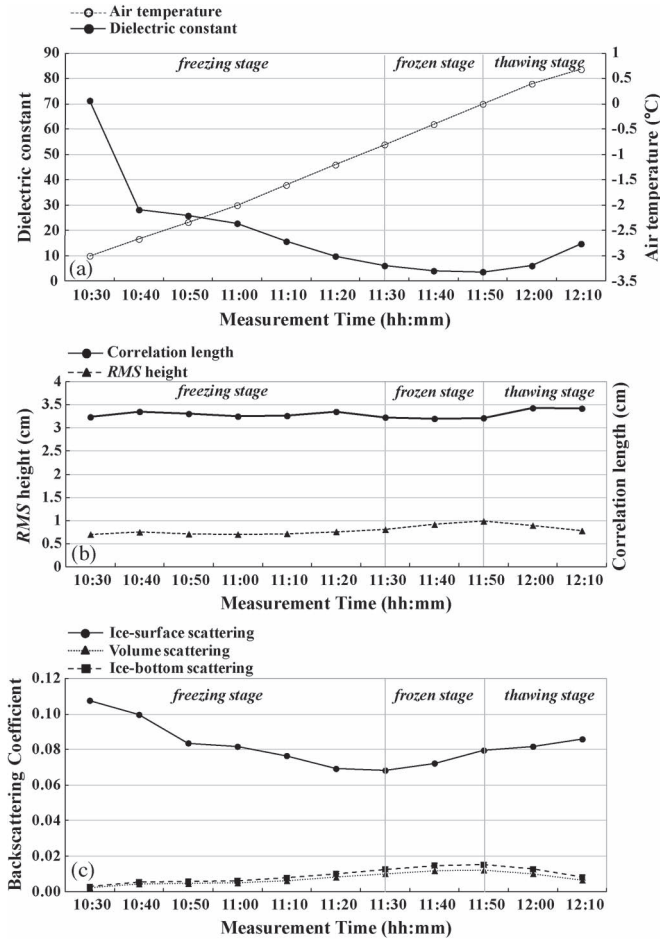 Air temperature
Dielectric constant
90 1
80 freezing stage frozen stage thawing stage 0.5
70 0
60 -0.5
50 -1
40 -1.5
30 -2
20 -2.5
10 -3
0 -3.5
Dielectric constant
Air temperature (℃)
(a)
10:30 10:40 10:50 11:00 11:10 11:20 11:30 11:40 11:50 12:00 12:10
Measurement Time (hh:mm)
Correlation length
RMS height
4
3.5
3
2.5
2
1.5
1
0.5
0
freezing stage frozen stage thawing stage
RMS height (cm)
Correlation length (cm)
(b)
10:30 10:40 10:50 11:00 11:10 11:20 11:30 11:40 11:50 12:00 12:10
Measurement Time (hh:mm)
Ice-surface scattering
Volume scattering
Ice-bottom scattering
0.12
freezing stage frozen stage thawing stage
0.08
0.04
0.02
0.00
Backscattering Coefficient
(c)
10:30 10:40 10:50 11:00 11:10 11:20 11:30 11:40 11:50 12:00 12:10
Measurement Time (hh:mm)